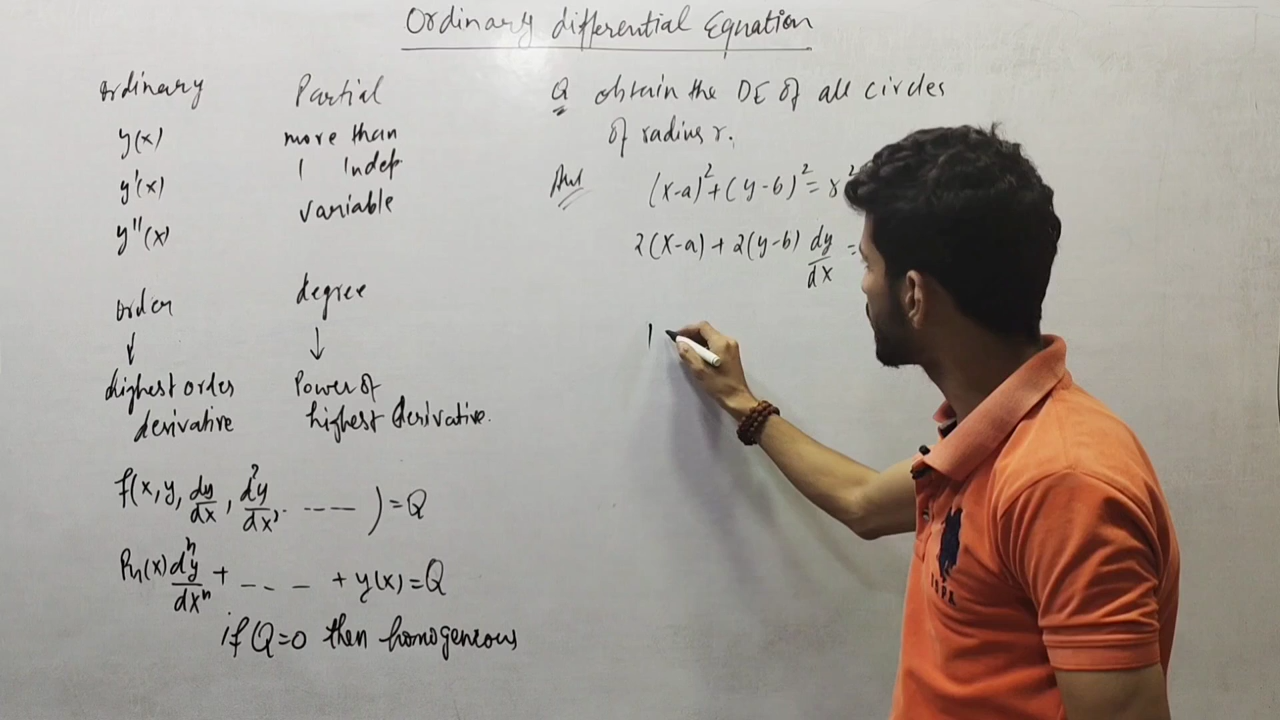 Ordinary differential Equation
ordinary
y(x)
y'(x)
y''(x)
Partial
more than
1 Indep
variable
order
↓
highest order
derivative
degree
↓
Power of
highest derivative.
f(x, y, dy/dx, d²y/dx², -----) = Q
Pn(x) dⁿy/dxⁿ + - - - + y(x) = Q
if Q=0 then homogeneous
Q obtain the DE of all circles
of radius r.
Ans (x-a)²+(y-b)²= r²
2(x-a) + 2(y-b) dy/dx =
1